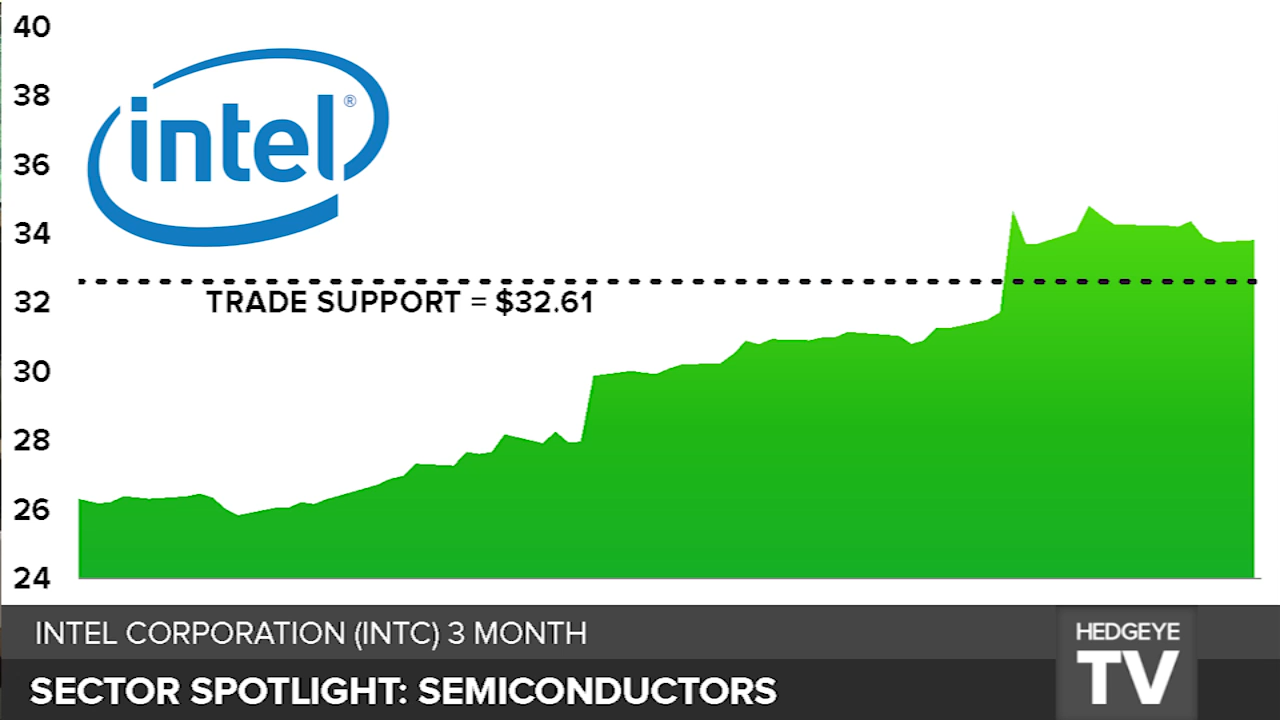 40
38
36
34
32
30
28
26
24
intel®
TRADE SUPPORT = $32.61
INTEL CORPORATION (INTC) 3 MONTH
SECTOR SPOTLIGHT: SEMICONDUCTORS
HEDGEYE
TV